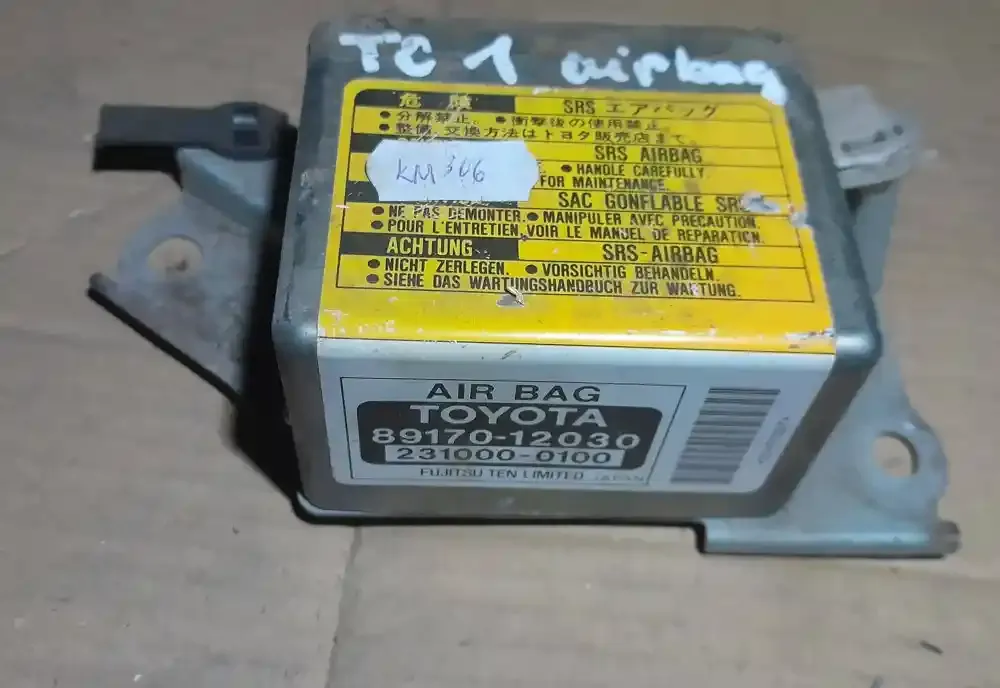 TC 1 airbag
危険 SRS エアバッグ
● 分解禁止. ● 衝撃後の使用禁止
● 整備、交換方法はトヨタ販売店まで.
SRS AIRBAG
KM 306
● HANDLE CAREFULLY.
FOR MAINTENANCE.
SAC GONFLABLE SRS
● NE PAS DEMONTER. ● MANIPULER AVEC PRECAUTION.
● POUR L'ENTRETIEN, VOIR LE MANUEL DE REPARATION.
ACHTUNG SRS-AIRBAG
● NICHT ZERLEGEN. ● VORSICHTIG BEHANDELN.
● SIEHE DAS WARTUNGSHANDBUCH ZUR WARTUNG.
AIR BAG
TOYOTA
89170-12030
231000-0100
FUJITSU TEN LIMITED JAPAN